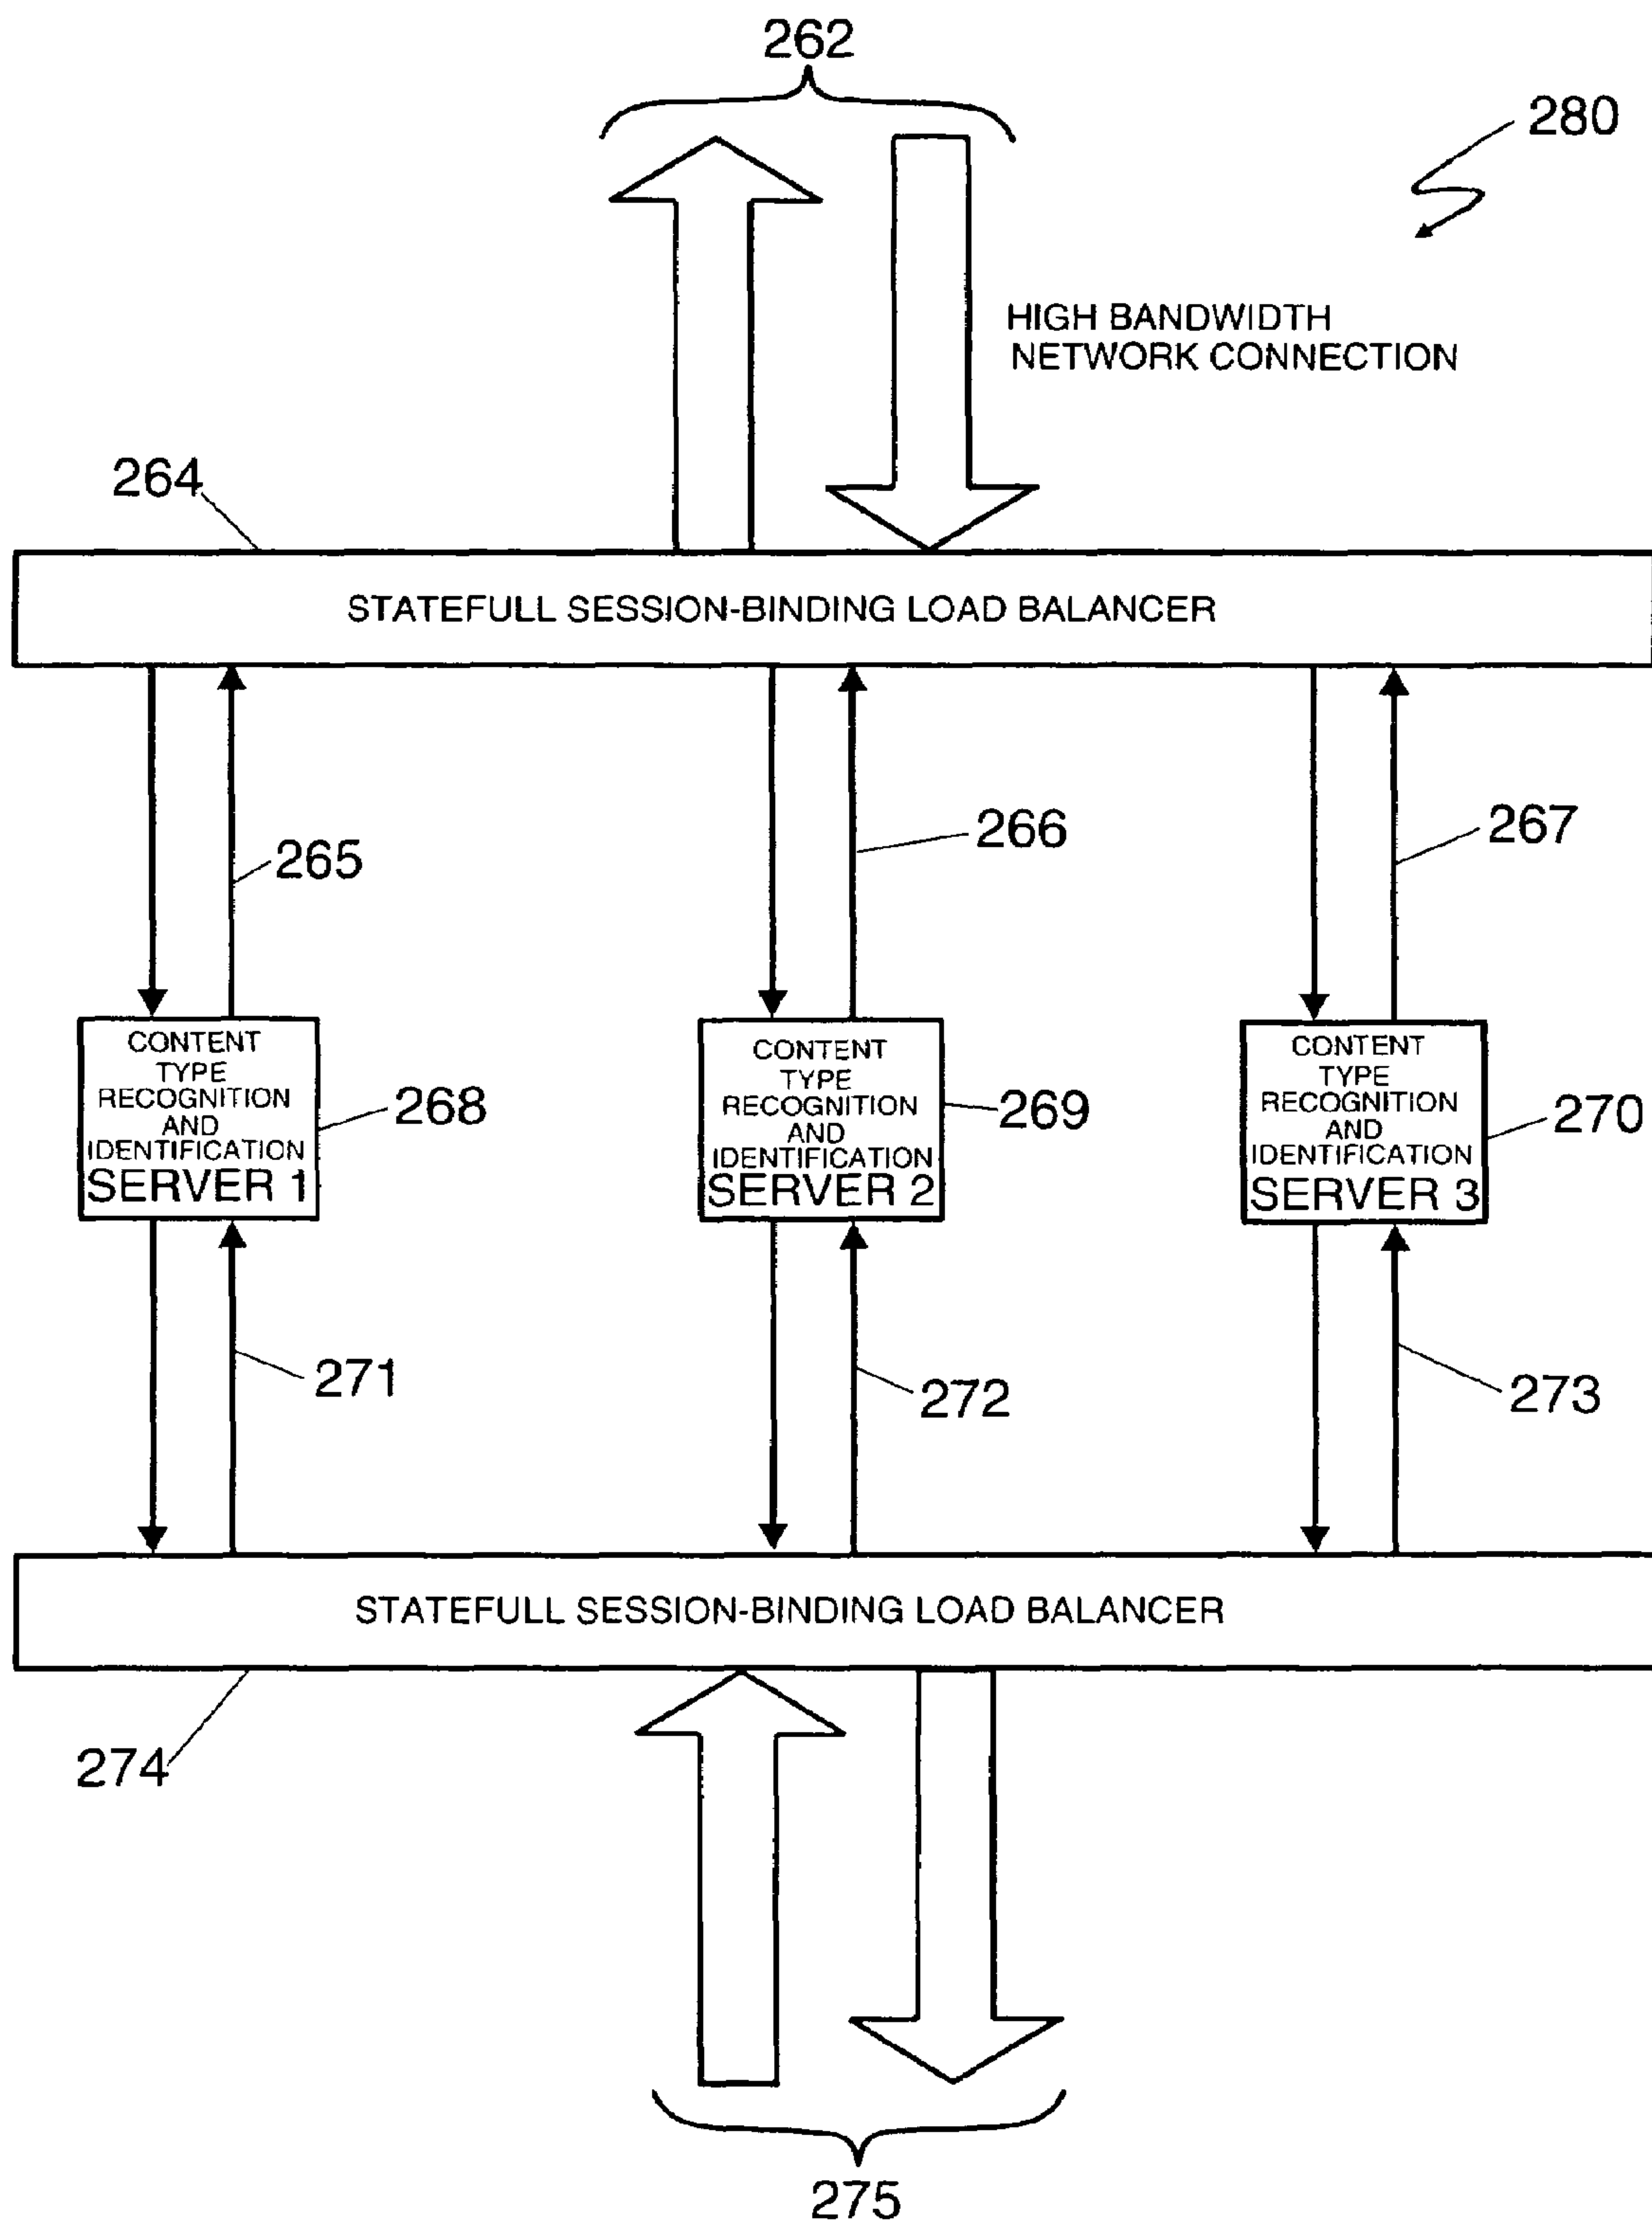 262
280
HIGH BANDWIDTH
NETWORK CONNECTION
264
STATEFULL SESSION-BINDING LOAD BALANCER
265
266
267
CONTENT
TYPE
RECOGNITION
AND
IDENTIFICATION
SERVER 1
268
CONTENT
TYPE
RECOGNITION
AND
IDENTIFICATION
SERVER 2
269
CONTENT
TYPE
RECOGNITION
AND
IDENTIFICATION
SERVER 3
270
271
272
273
STATEFULL SESSION-BINDING LOAD BALANCER
274
275